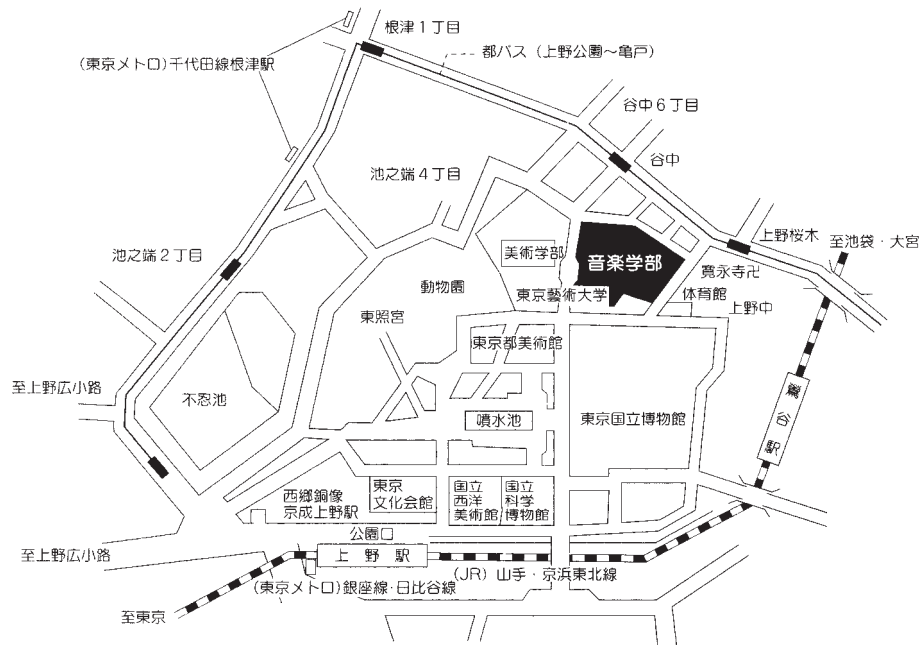 根津1丁目
都バス（上野公園～亀戸）
(東京メトロ)千代田線根津駅
谷中6丁目
谷中
池之端4丁目
上野桜木
至池袋・大宮
池之端2丁目
美術学部
音楽学部
寛永寺卍
動物園
東京藝術大学
体育館
上野中
東照宮
東京都美術館
至上野広小路
不忍池
噴水池
東京国立博物館
鶯谷駅
西郷銅像
京成上野駅
東京
文化会館
国立
西洋
美術館
国立
科学
博物館
公園口
至上野広小路
上野駅
(JR) 山手・京浜東北線
(東京メトロ)銀座線・日比谷線
至東京